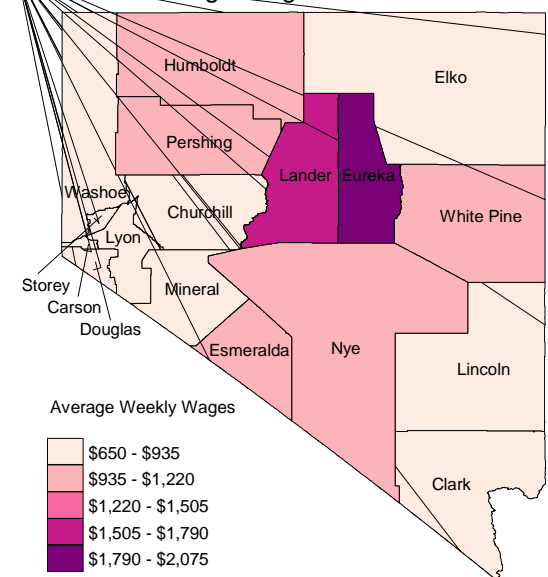 Humboldt
Elko
Pershing
Lander
Eureka
Washoe
Churchill
White Pine
Lyon
Storey
Carson
Douglas
Mineral
Esmeralda
Nye
Lincoln
Clark
Average Weekly Wages
$650 - $935
$935 - $1,220
$1,220 - $1,505
$1,505 - $1,790
$1,790 - $2,075